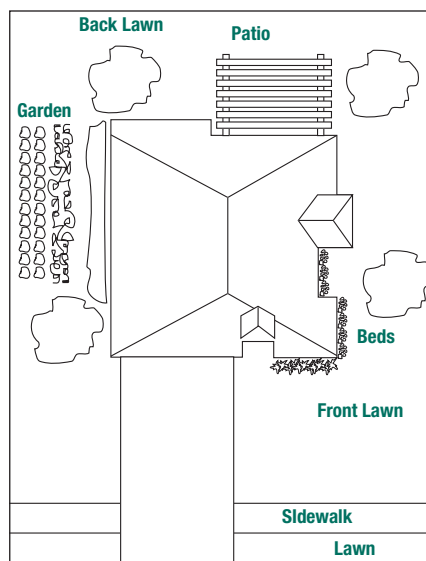 Back Lawn
Patio
Garden
Beds
Front Lawn
SIdewalk
Lawn